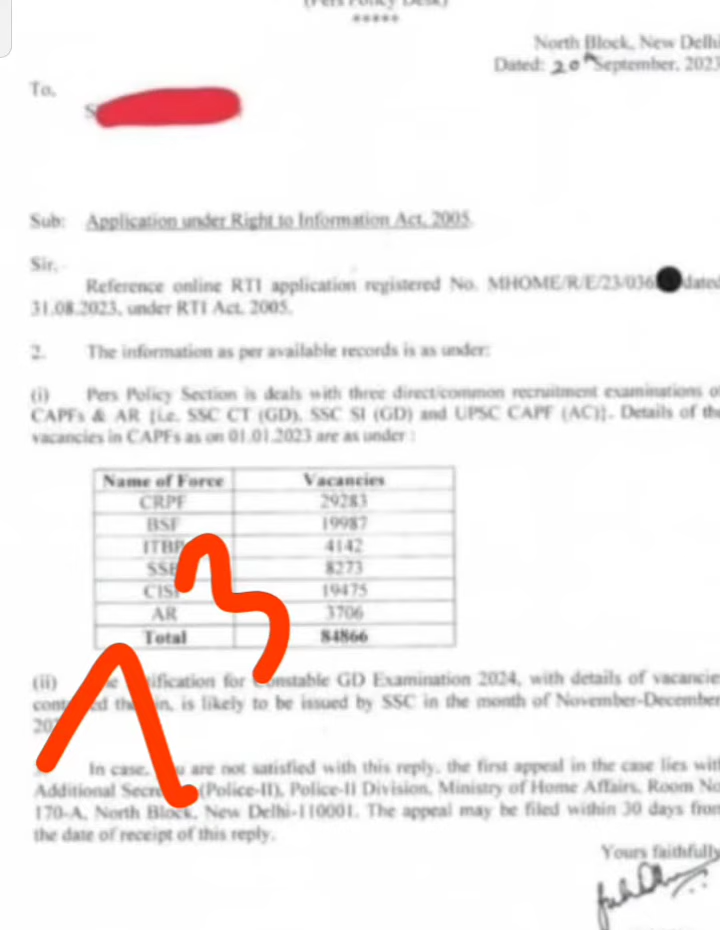 (Pers Policy Desk)
*****
North Block, New Delhi
Dated: 20th September, 2023
To,
S
Sub: Application under Right to Information Act, 2005.
Sir,
Reference online RTI application registered No. MHOME/R/E/23/036 dated
31.08.2023, under RTI Act, 2005.
2. The information as per available records is as under:
(i) Pers Policy Section is deals with three direct/common recruitment examinations of
CAPFs & AR [i.e. SSC CT (GD), SSC SI (GD) and UPSC CAPF (AC)]. Details of the
vacancies in CAPFs as on 01.01.2023 are as under :
Name of Force Vacancies
CRPF 29283
BSF 19987
ITBP 4142
SSB 8273
CISF 19475
AR 3706
Total 84866
(ii) for Constable GD Examination 2024, with details of vacancie
is likely to be issued by SSC in the month of November-December
In case, are not satisfied with this reply, the first appeal in the case lies with
Additional (Police-II), Police-II Division, Ministry of Home Affairs, Room No
170-A, North Block, New Delhi-110001. The appeal may be filed within 30 days from
the date of receipt of this reply.
Yours faithfully